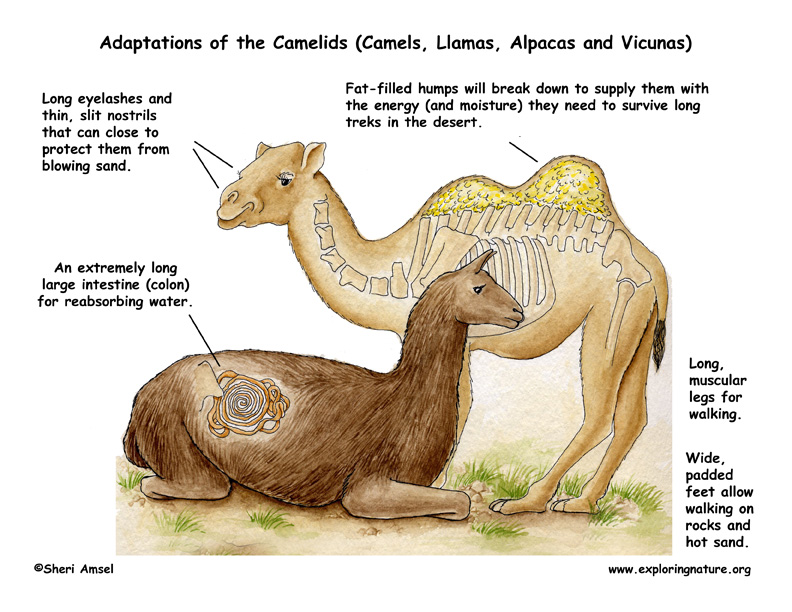 Adaptations of the Camelids (Camels, Llamas, Alpacas and Vicunas)
Long eyelashes and
thin, slit nostrils
that can close to
protect them from
blowing sand.
Fat-filled humps will break down to supply them with
the energy (and moisture) they need to survive long
treks in the desert.
An extremely long
large intestine (colon)
for reabsorbing water.
Long,
muscular
legs for
walking.
Wide,
padded
feet allow
walking on
rocks and
hot sand.
©Sheri Amsel
www.exploringnature.org